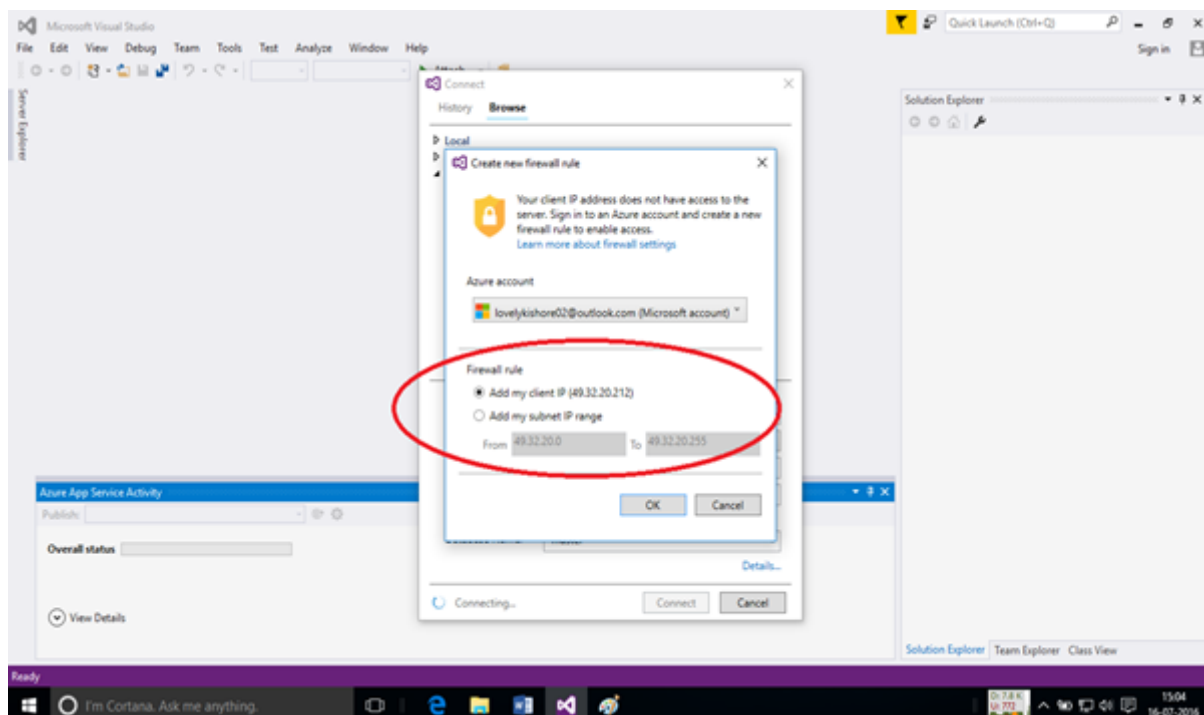 Microsoft Visual Studio
Quick Launch (Ctrl+Q)
File Edit View Debug Team Tools Test Analyze Window Help
Sign in
Attach
Server Explorer
Connect
History Browse
Local
Create new firewall rule
Your client IP address does not have access to the
server. Sign in to an Azure account and create a new
firewall rule to enable access.
Learn more about firewall settings
Azure account
lovelykishore02@outlook.com (Microsoft account)
Firewall rule
Add my client IP (49.32.20.212)
Add my subnet IP range
From 49.32.20.0 To 49.32.20.255
OK Cancel
Details...
Connecting...
Connect Cancel
Solution Explorer
Azure App Service Activity
Publish:
Overall status
View Details
Solution Explorer Team Explorer Class View
Ready
I'm Cortana. Ask me anything.
D: 7.8 K
U: 772
15:04
16-07-2016